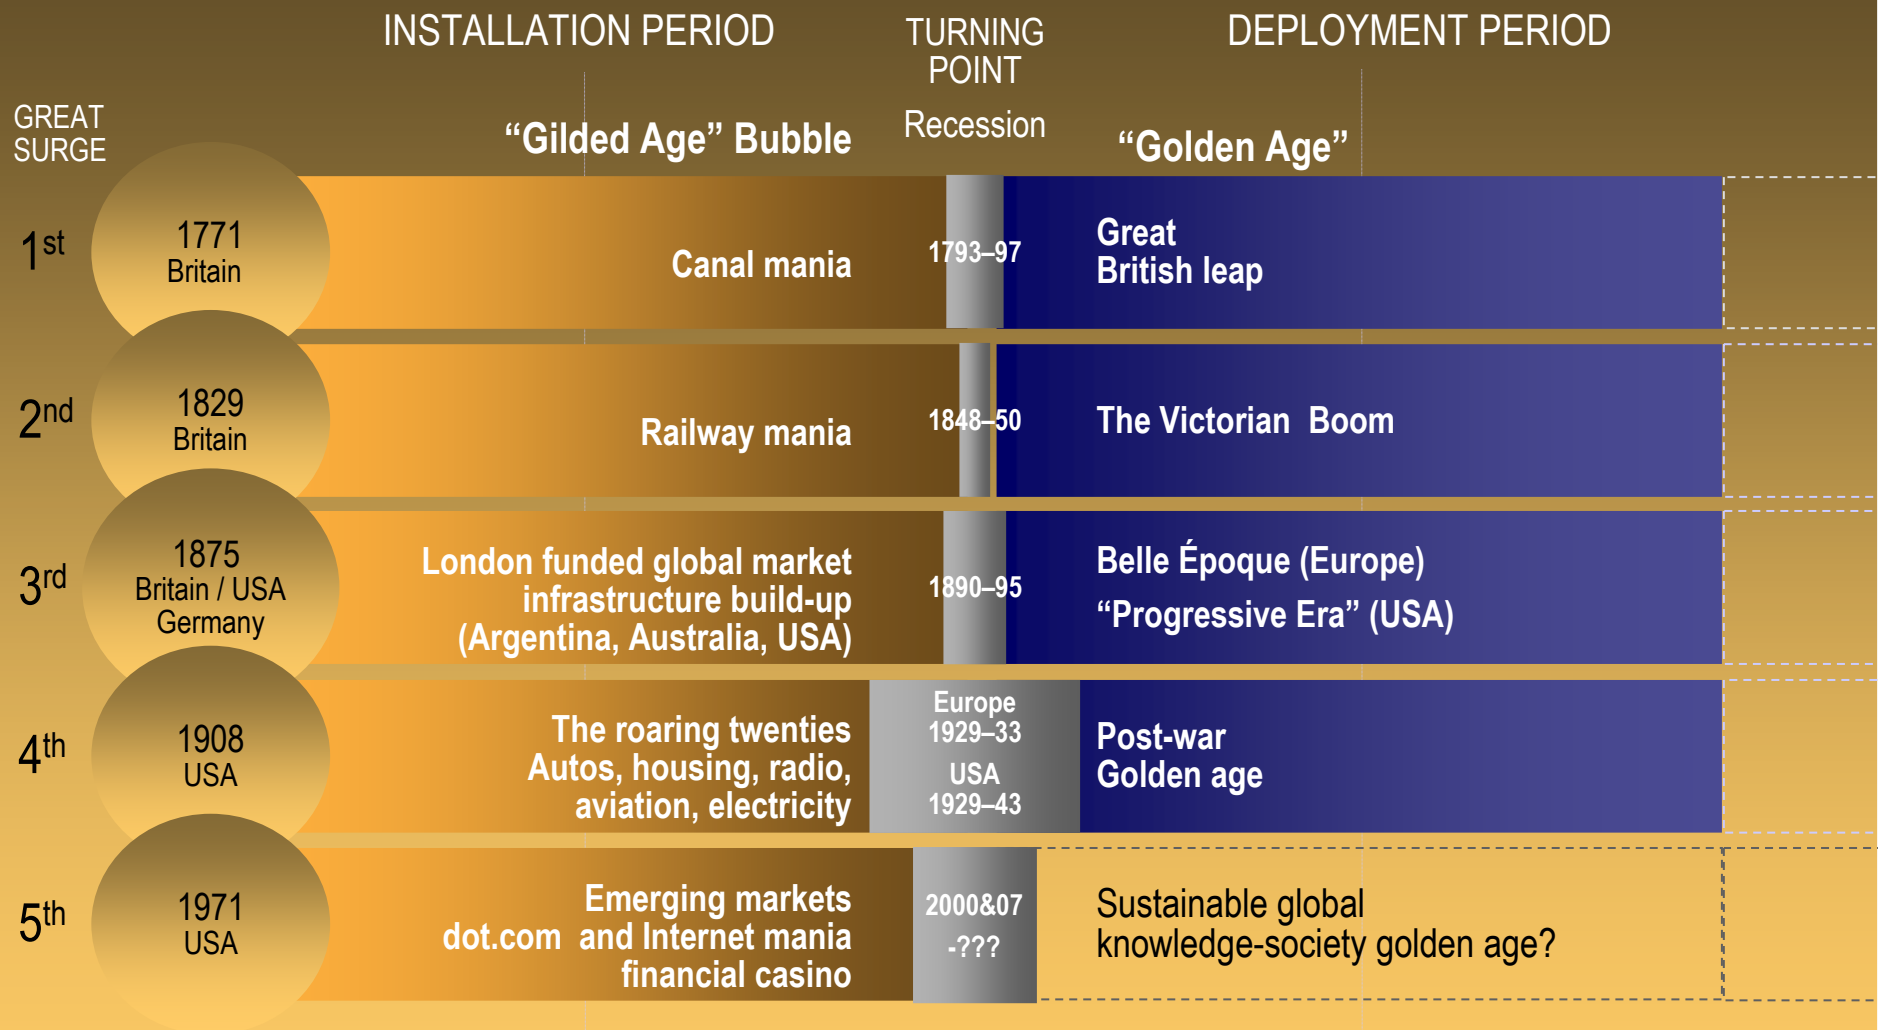 INSTALLATION PERIOD
TURNING
POINT
DEPLOYMENT PERIOD
GREAT
SURGE
“Gilded Age” Bubble
Recession
“Golden Age”
1st
1771
Britain
Canal mania
1793–97
Great
British leap
2nd
1829
Britain
Railway mania
1848–50
The Victorian Boom
3rd
1875
Britain / USA
Germany
London funded global market
infrastructure build-up
(Argentina, Australia, USA)
1890–95
Belle Époque (Europe)
“Progressive Era” (USA)
4th
1908
USA
The roaring twenties
Autos, housing, radio,
aviation, electricity
Europe
1929–33
USA
1929–43
Post-war
Golden age
5th
1971
USA
Emerging markets
dot.com and Internet mania
financial casino
2000&07
-???
Sustainable global
knowledge-society golden age?